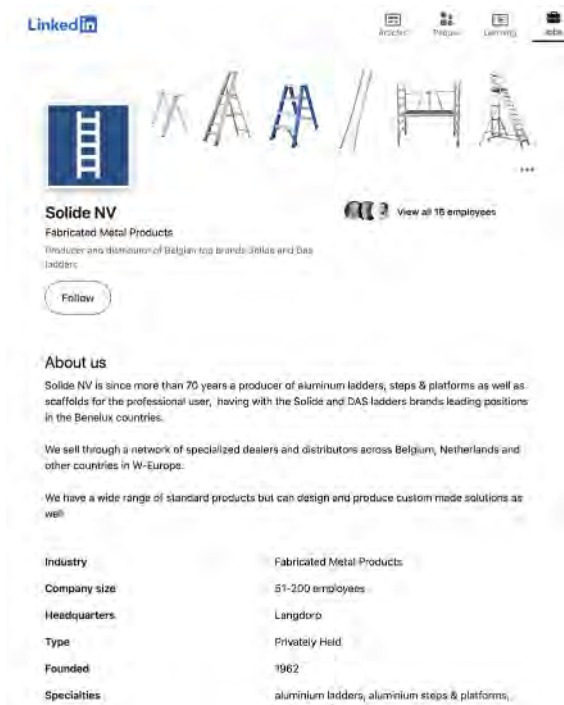 Linked in
Articles People Learning Jobs
Solide NV
View all 16 employees
Fabricated Metal Products
Producer and distributor of Belgian top brands Solide and Das
ladders
Follow
About us
Solide NV is since more than 70 years a producer of aluminum ladders, steps & platforms as well as
scaffolds for the professional user, having with the Solide and DAS ladders brands leading positions
in the Benelux countries.
We sell through a network of specialized dealers and distributors across Belgium, Netherlands and
other countries in W-Europe.
We have a wide range of standard products but can design and produce custom made solutions as
well
Industry Fabricated Metal Products
Company size 51-200 employees
Headquarters Langdorp
Type Privately Held
Founded 1962
Specialties aluminium ladders, aluminium steps & platforms,